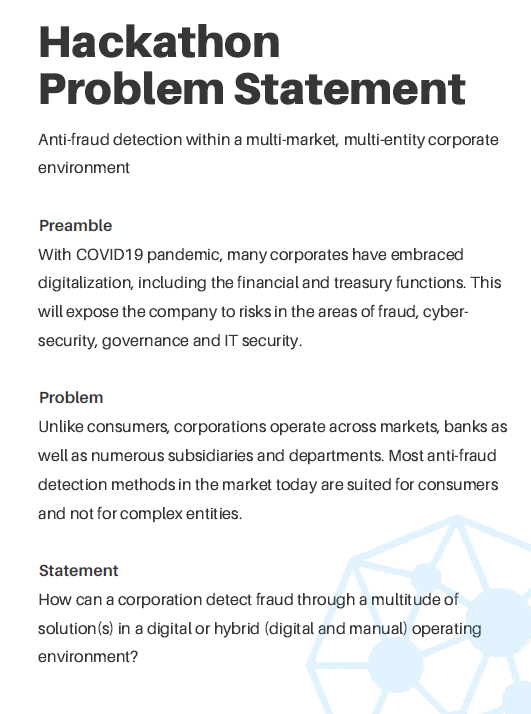 Hackathon
Problem Statement
Anti-fraud detection within a multi-market, multi-entity corporate
environment
Preamble
With COVID19 pandemic, many corporates have embraced
digitalization, including the financial and treasury functions. This
will expose the company to risks in the areas of fraud, cyber-
security, governance and IT security.
Problem
Unlike consumers, corporations operate across markets, banks as
well as numerous subsidiaries and departments. Most anti-fraud
detection methods in the market today are suited for consumers
and not for complex entities.
Statement
How can a corporation detect fraud through a multitude of
solution(s) in a digital or hybrid (digital and manual) operating
environment?